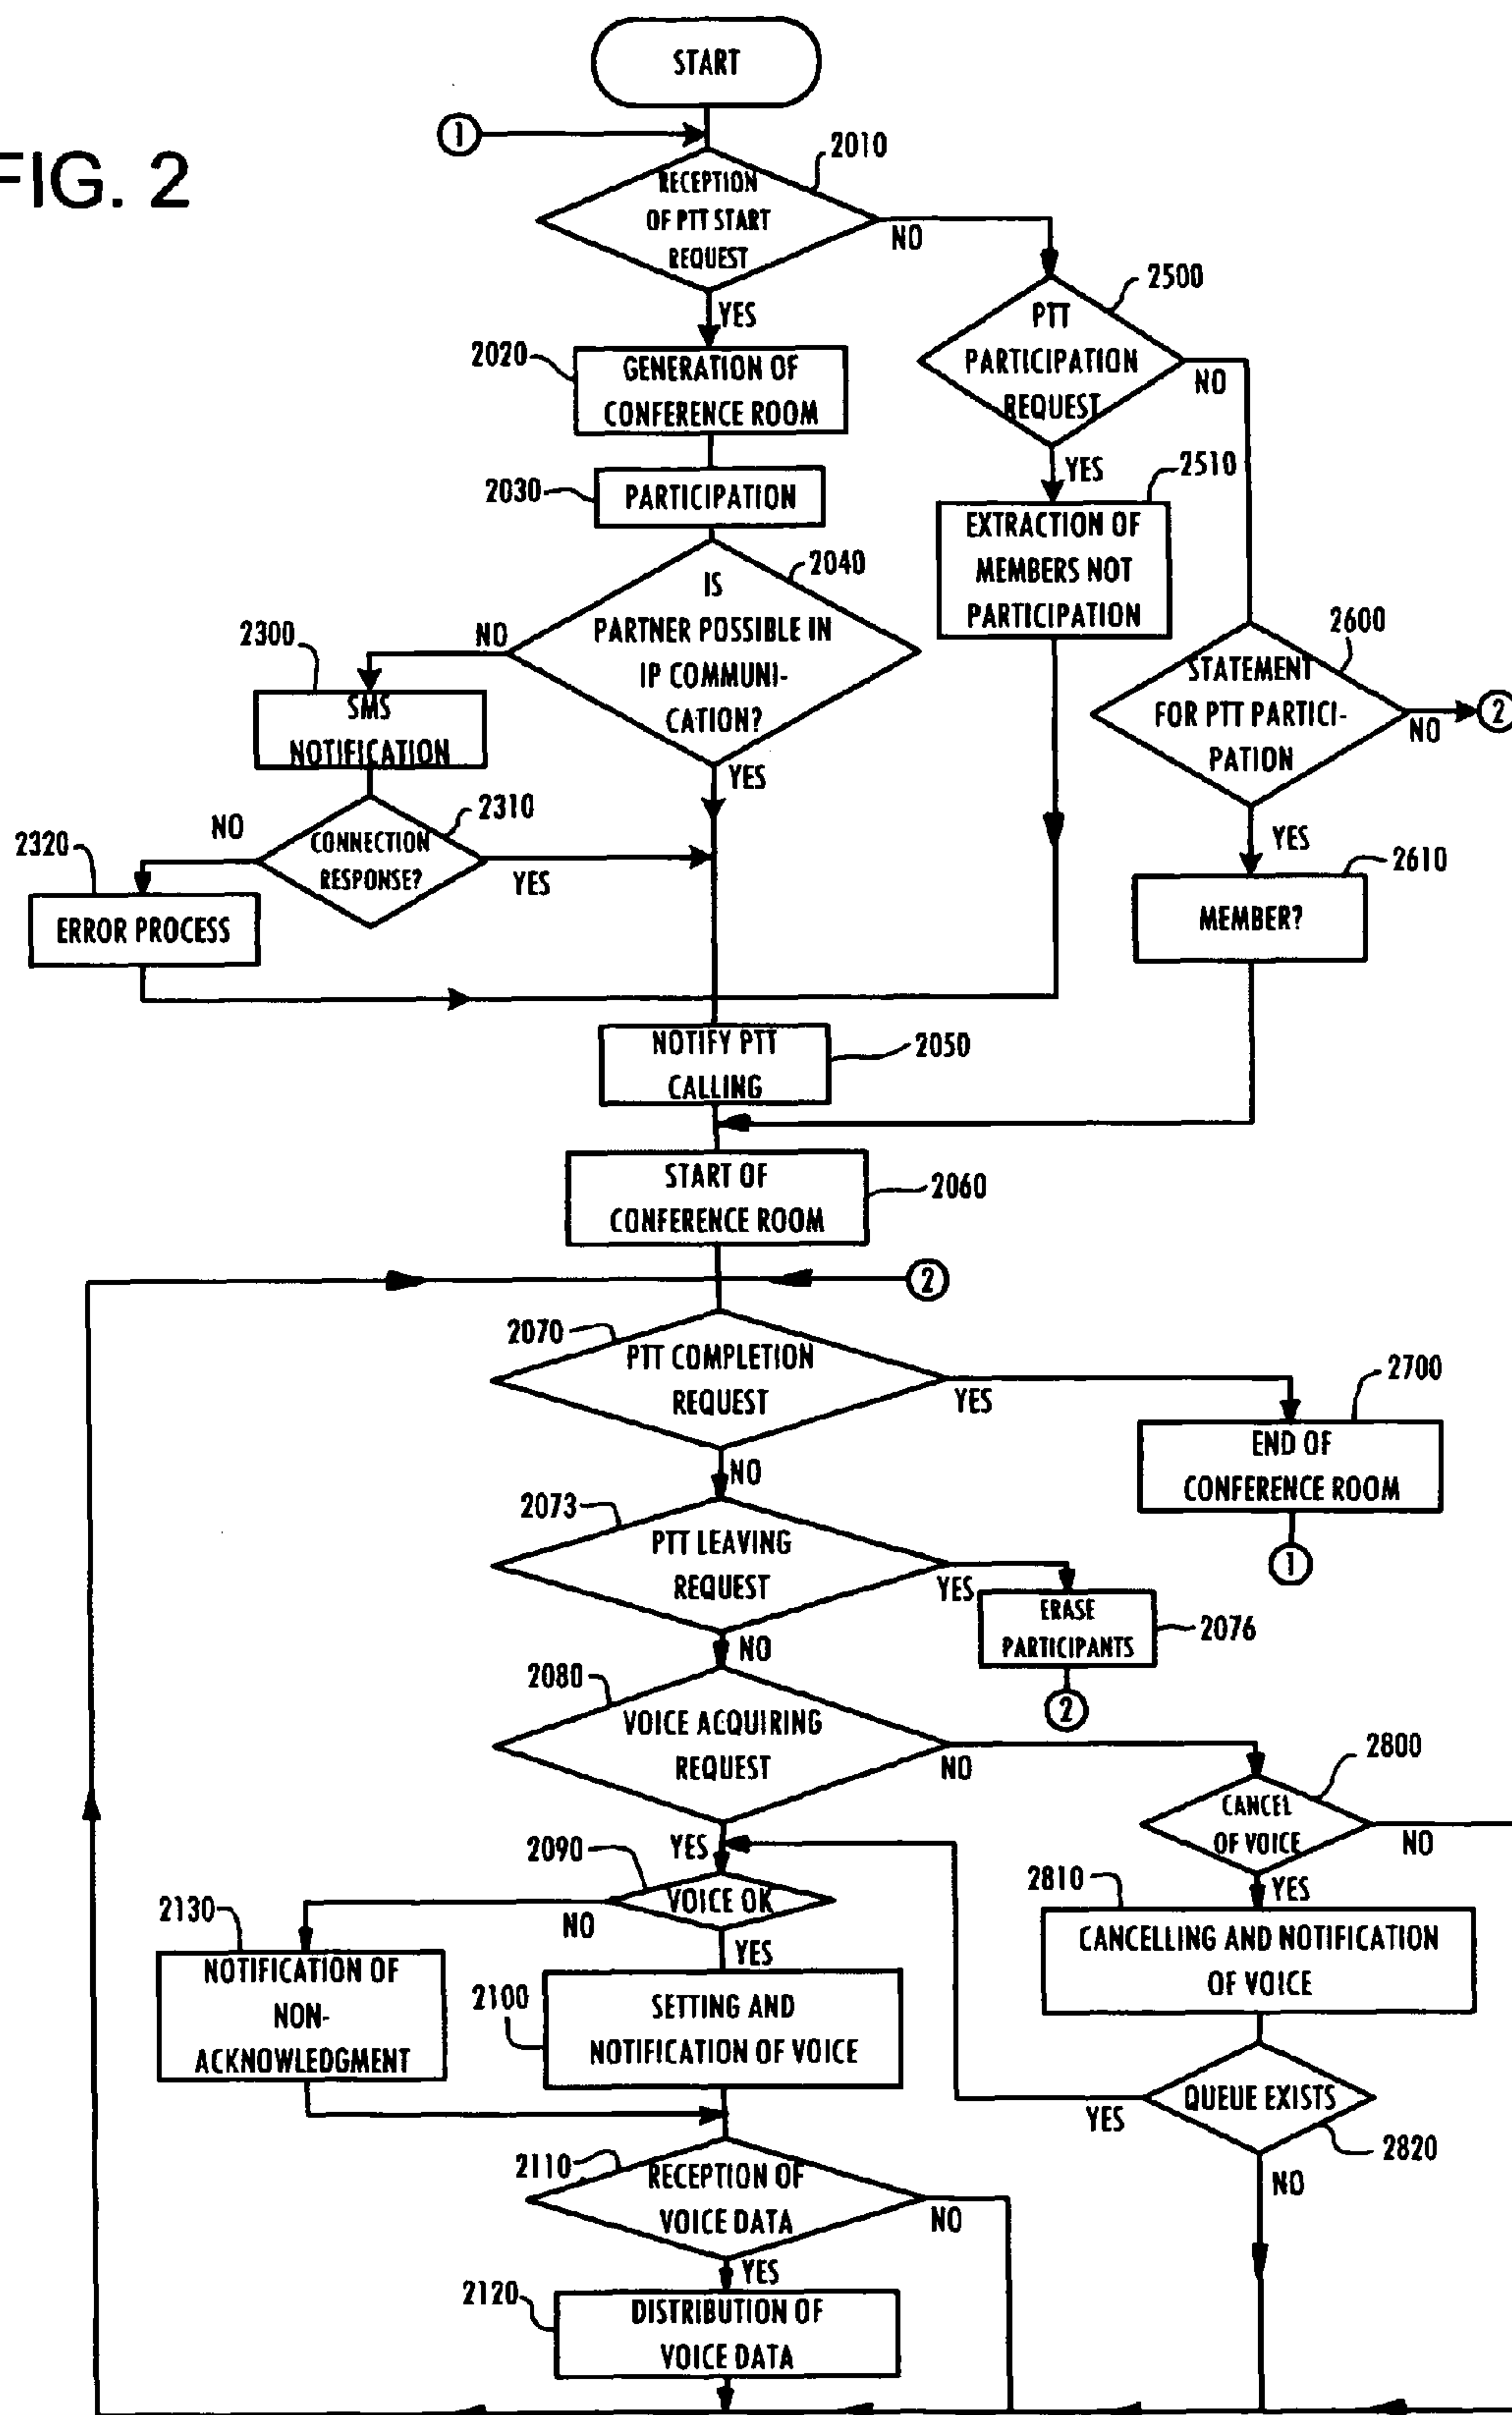 FIG. 2
START
1
2010
RECEPTION
OF PTT START
REQUEST
NO
YES
2500
PTT
PARTICIPATION
REQUEST
NO
YES
2020
GENERATION OF
CONFERENCE ROOM
2030
PARTICIPATION
2510
EXTRACTION OF
MEMBERS NOT
PARTICIPATION
2040
IS
PARTNER POSSIBLE IN
IP COMMUNI-
CATION?
NO
YES
2300
SMS
NOTIFICATION
2600
STATEMENT
FOR PTT PARTICI-
PATION
NO
2
YES
2310
CONNECTION
RESPONSE?
NO
YES
2320
ERROR PROCESS
2610
MEMBER?
NOTIFY PTT
CALLING
2050
START OF
CONFERENCE ROOM
2060
2
2070
PTT COMPLETION
REQUEST
YES
NO
2700
END OF
CONFERENCE ROOM
1
2073
PTT LEAVING
REQUEST
YES
NO
ERASE
PARTICIPANTS
2076
2
2080
VOICE ACQUIRING
REQUEST
NO
YES
2800
CANCEL
OF VOICE
NO
YES
2090
VOICE OK
NO
YES
2810
CANCELLING AND NOTIFICATION
OF VOICE
2130
NOTIFICATION OF
NON-
ACKNOWLEDGMENT
2100
SETTING AND
NOTIFICATION OF VOICE
QUEUE EXISTS
YES
2820
NO
2110
RECEPTION OF
VOICE DATA
NO
YES
2120
DISTRIBUTION OF
VOICE DATA